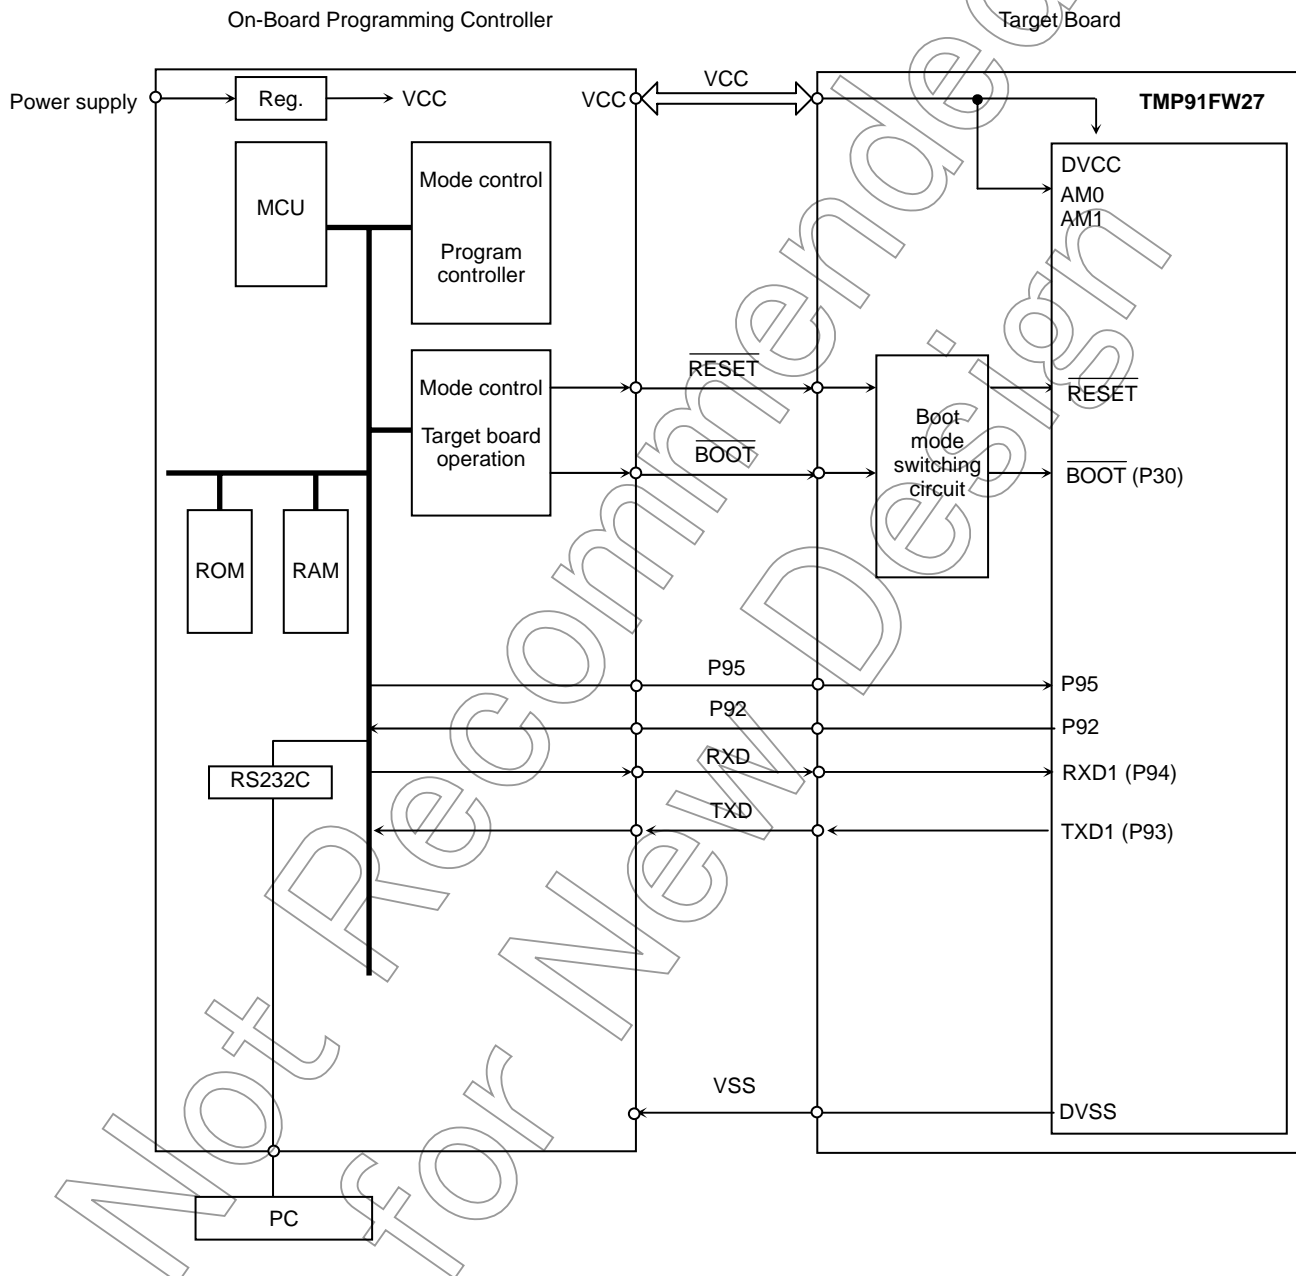 On-Board Programming Controller
Target Board
Power supply
Reg.
VCC
VCC
VCC
TMP91FW27
MCU
Mode control
Program
controller
DVCC
AM0
AM1
Mode control
Target board
operation
RESET
BOOT
Boot
mode
switching
circuit
RESET
BOOT (P30)
ROM
RAM
P95
P95
P92
P92
RS232C
RXD
RXD1 (P94)
TXD
TXD1 (P93)
VSS
DVSS
PC
Not Recommended
for New Design